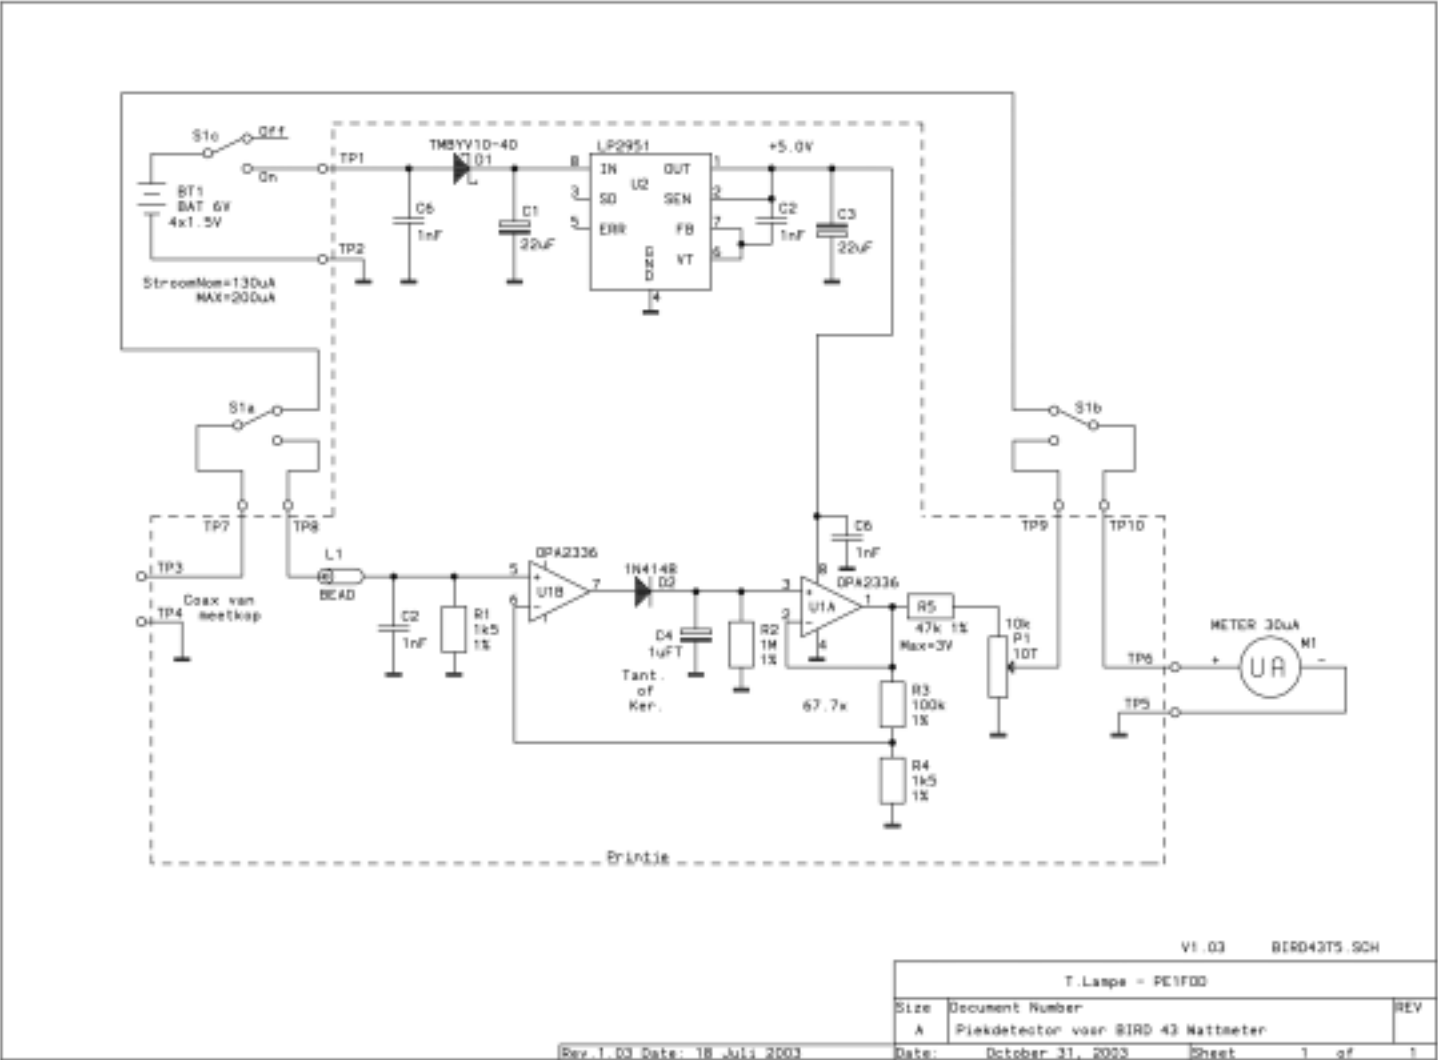 S1c
Off
On
TP1
TMBYV10-40
D1
LP2951
+5.0V
8
IN
OUT
1
U2
3
SD
SEN
2
5
ERR
FB
7
GND
VT
6
4
BT1
BAT 6V
4x1.5V
TP2
C6
1nF
C1
22uF
C2
1nF
C3
22uF
StroomNom=130uA
MAX=200uA
S1a
S1b
TP7
TP8
TP9
TP10
TP3
Coax van
meetkop
TP4
L1
BEAD
C2
1nF
R1
1k5
1%
OPA2336
5
+
U1B
6
-
7
1N4148
D2
C4
1uFT
Tant.
of
Ker.
R2
1M
1%
C6
1nF
8
OPA2336
3
+
U1A
2
-
1
4
R5
47k 1%
Max=3V
10k
P1
10T
67.7x
R3
100k
1%
R4
1k5
1%
METER 30uA
M1
TP6
+
UA
-
TP5
Printje
V1.03
BIRD43T5.SCH
T.Lampe - PE1FOD
Size
Document Number
REV
A
Piekdetector voor BIRD 43 Wattmeter
Rev.1.03 Date: 18 Juli 2003
Date:
October 31, 2003
Sheet
1 of 1